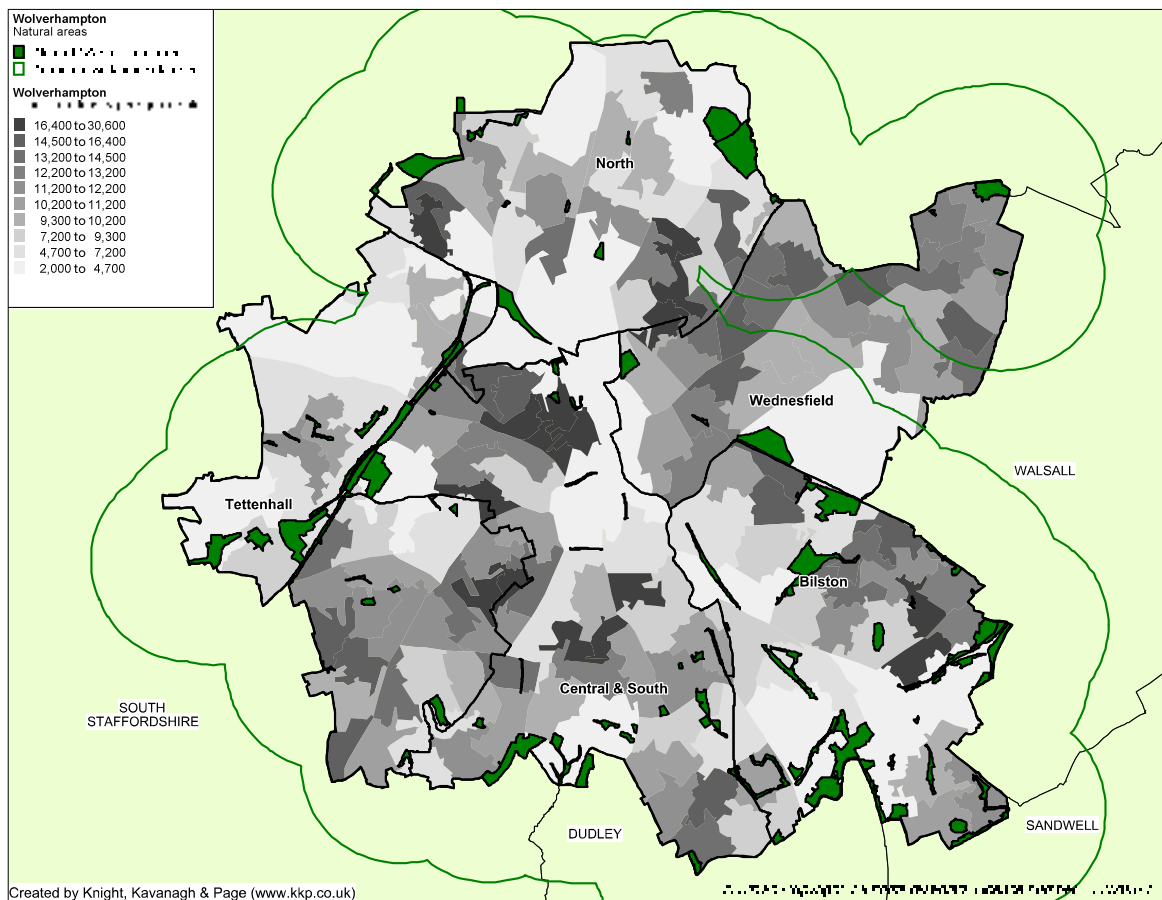 Wolverhampton
Natural areas
Wolverhampton
16,400 to 30,600
14,500 to 16,400
13,200 to 14,500
12,200 to 13,200
11,200 to 12,200
10,200 to 11,200
9,300 to 10,200
7,200 to 9,300
4,700 to 7,200
2,000 to 4,700
North
Wednesfield
WALSALL
Tettenhall
Bilston
Central & South
SOUTH
STAFFORDSHIRE
SANDWELL
DUDLEY
Created by Knight, Kavanagh & Page (www.kkp.co.uk)